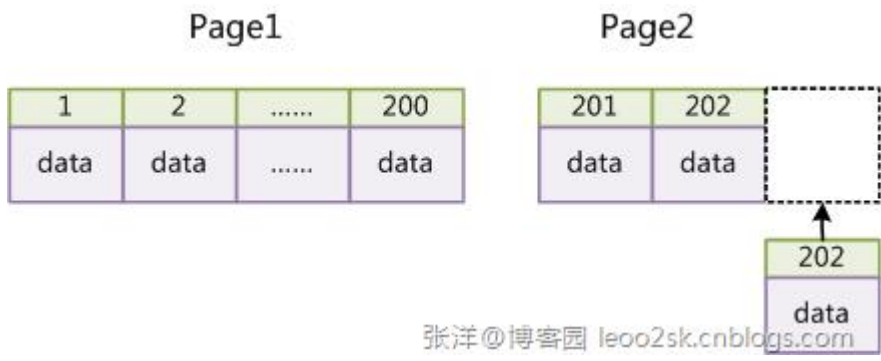 Page1 Page2
1 2 ...... 200 201 202
data data ...... data data data
202
data
张洋@博客园 leoo2sk.cnblogs.com